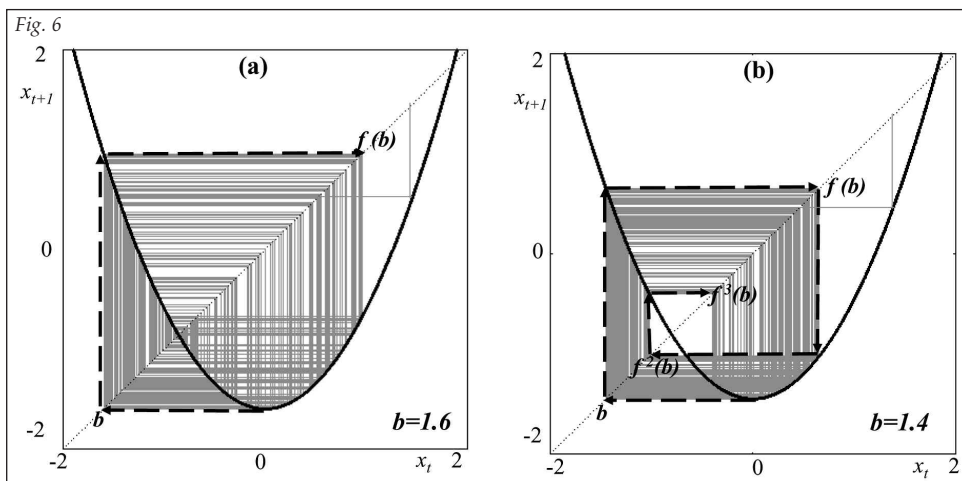 Fig. 6
2
(a)
x_{t+1}
f (b)
0
b
b=1.6
-2
-2
0
x_t
2
2
(b)
x_{t+1}
f (b)
0
f ^3(b)
f ^2(b)
b
b=1.4
-2
-2
0
x_t
2